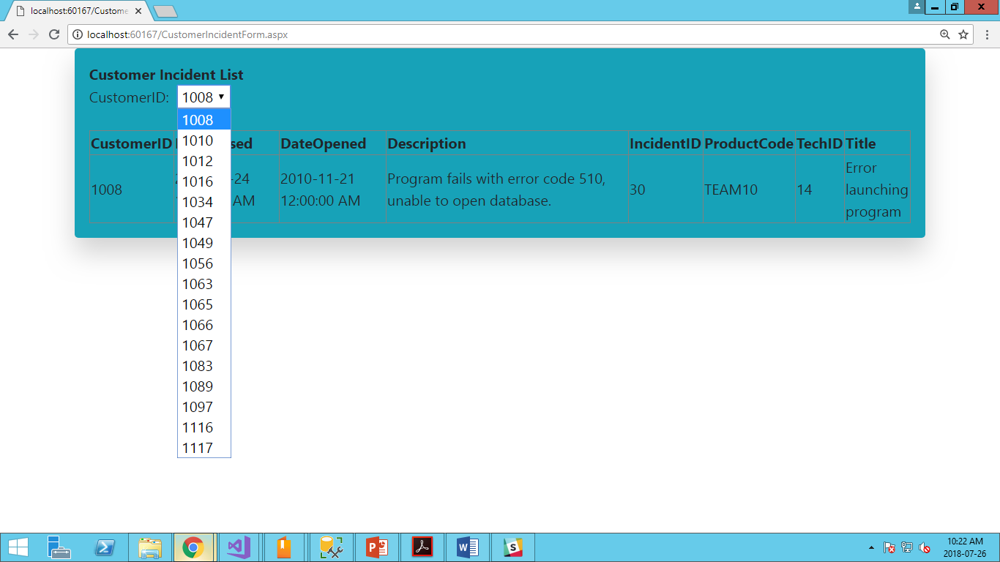 localhost:60167/Custome
localhost:60167/CustomerIncidentForm.aspx
Customer Incident List
CustomerID: 1008
1008
1010
1012
1016
1034
1047
1049
1056
1063
1065
1066
1067
1083
1089
1097
1116
1117
CustomerID sed DateOpened Description IncidentID ProductCode TechID Title
1008 -24 AM 2010-11-21 12:00:00 AM Program fails with error code 510, unable to open database. 30 TEAM10 14 Error launching program
10:22 AM
2018-07-26